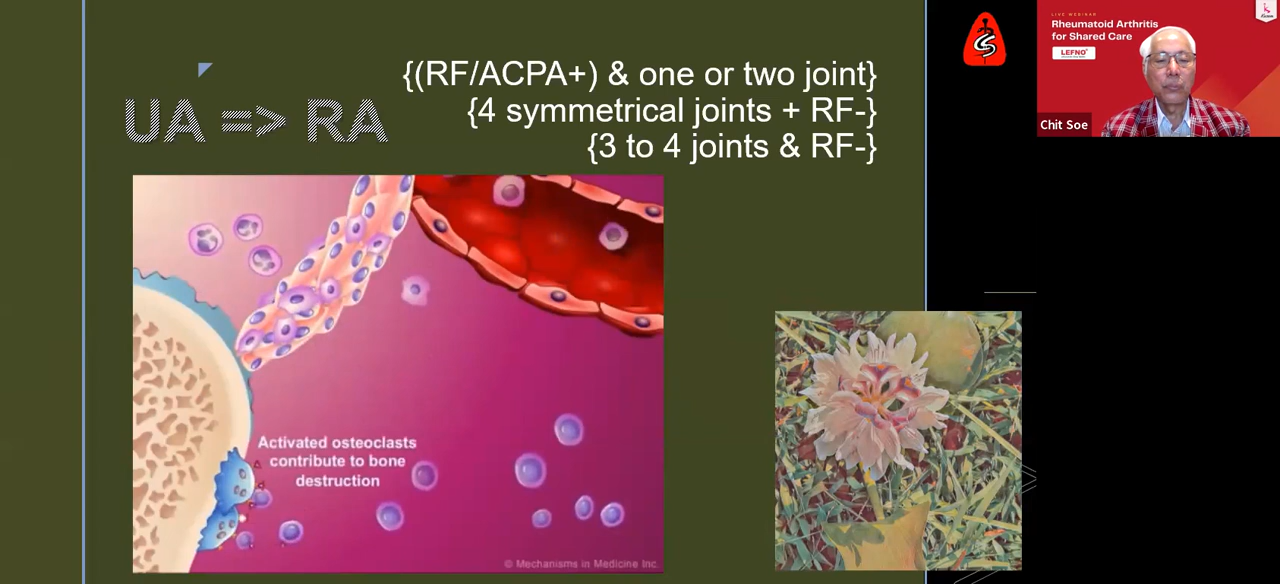 UA => RA
{(RF/ACPA+) & one or two joint}
{4 symmetrical joints + RF-}
{3 to 4 joints & RF-}
Activated osteoclasts
contribute to bone
destruction
© Mechanisms in Medicine Inc.
LIVE WEBINAR
Rheumatoid Arthritis
for Shared Care
LEFNO
Chit Soe